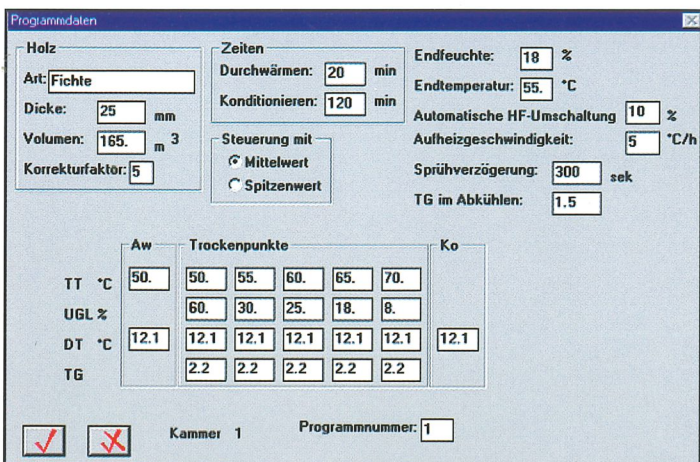 Programmdaten
Holz
Art: Fichte
Dicke: 25 mm
Volumen: 165. m 3
Korrekturfaktor: 5
Zeiten
Durchwärmen: 20 min
Konditionieren: 120 min
Steuerung mit
Mittelwert
Spitzenwert
Endfeuchte: 18 %
Endtemperatur: 55. °C
Automatische HF-Umschaltung 10 %
Aufheizgeschwindigkeit: 5 °C/h
Sprühverzögerung: 300 sek
TG im Abkühlen: 1.5
Aw Trockenpunkte Ko
TT °C 50. 50. 55. 60. 65. 70.
UGL % 60. 30. 25. 18. 8.
DT °C 12.1 12.1 12.1 12.1 12.1 12.1 12.1
TG 2.2 2.2 2.2 2.2 2.2
Kammer 1 Programmnummer: 1